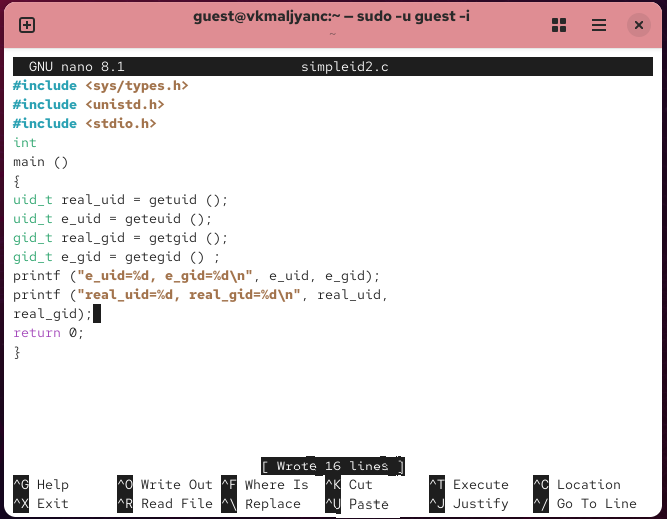 guest@vkmaljyanc:~ — sudo -u guest -i
~
GNU nano 8.1 simpleid2.c
#include <sys/types.h>
#include <unistd.h>
#include <stdio.h>
int
main ()
{
uid_t real_uid = getuid ();
uid_t e_uid = geteuid ();
gid_t real_gid = getgid ();
gid_t e_gid = getegid () ;
printf ("e_uid=%d, e_gid=%d\n", e_uid, e_gid);
printf ("real_uid=%d, real_gid=%d\n", real_uid,
real_gid);
return 0;
}
[ Wrote 16 lines ]
^G Help ^O Write Out ^F Where Is ^K Cut ^T Execute ^C Location
^X Exit ^R Read File ^\ Replace ^U Paste ^J Justify ^/ Go To Line